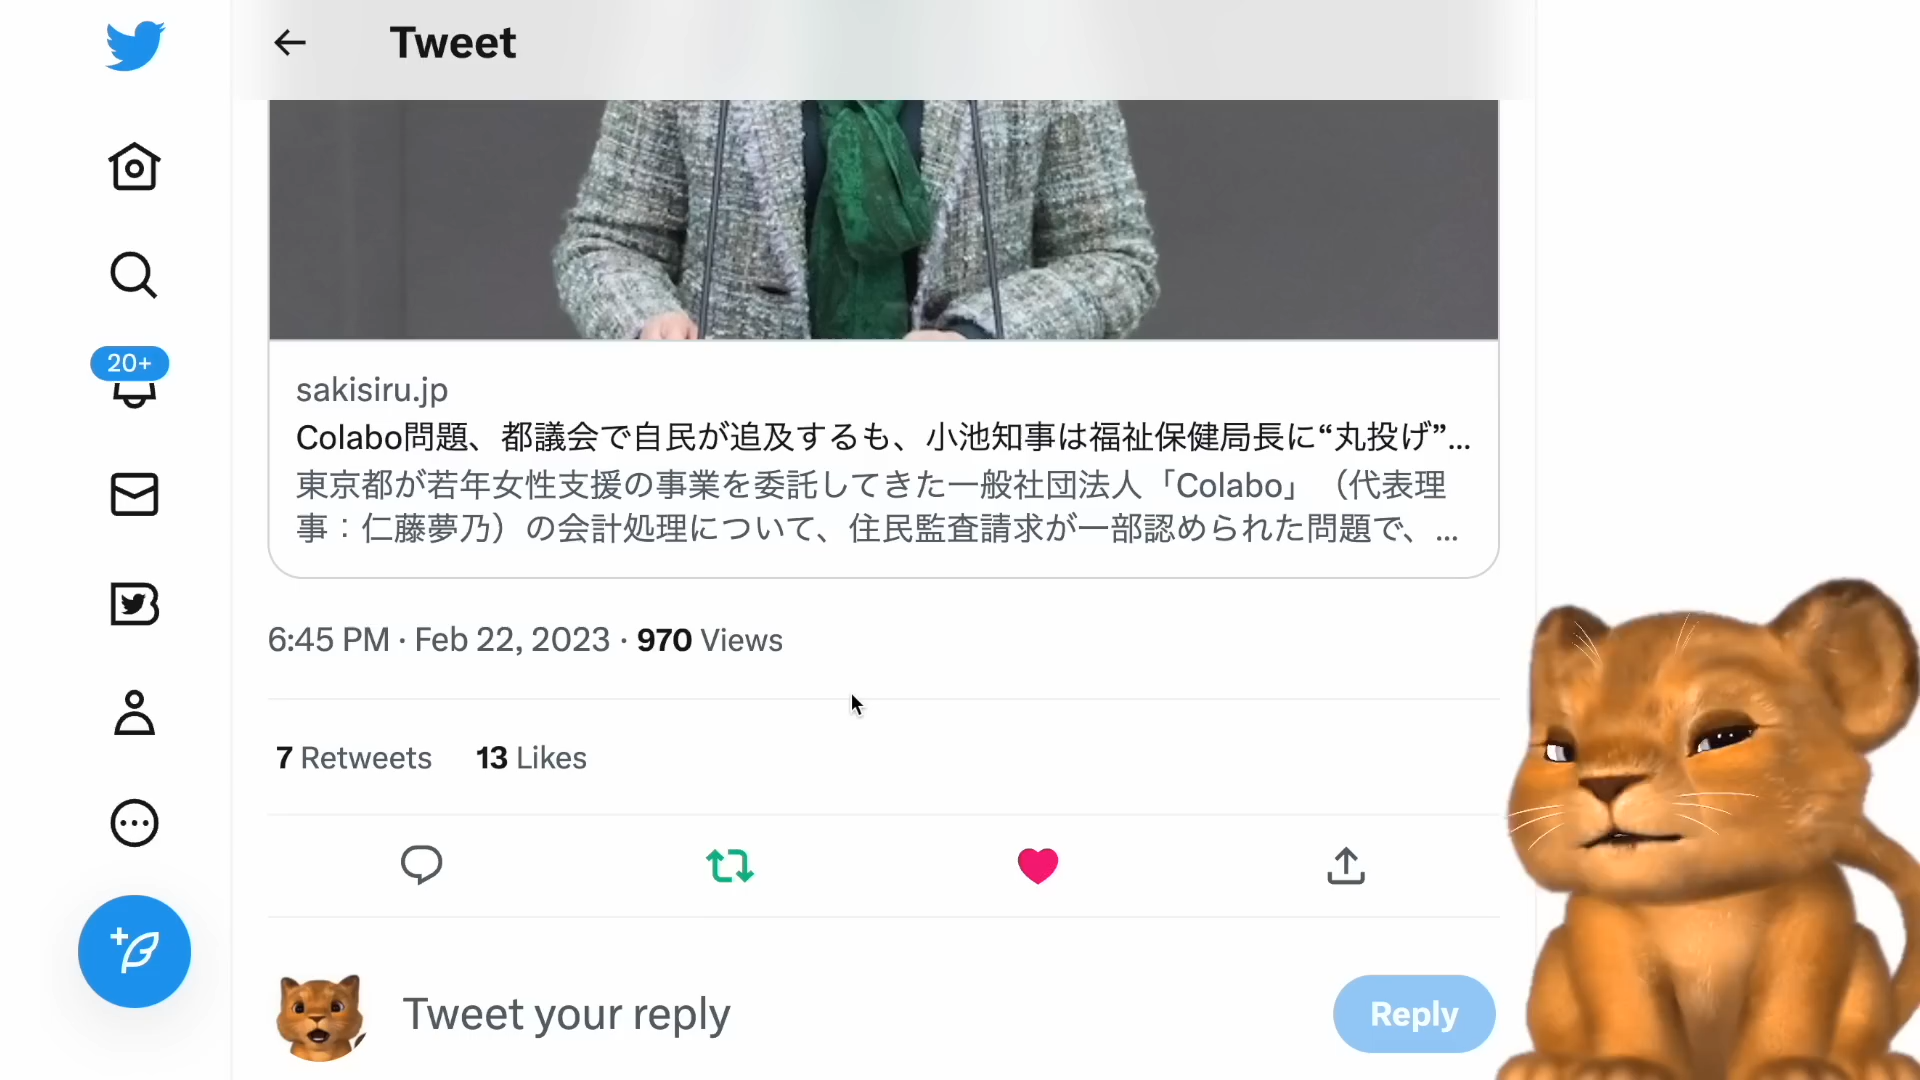 Tweet
20+
sakisiru.jp
Colabo問題、都議会で自民が追及するも、小池知事は福祉保健局長に“丸投げ”...
東京都が若年女性支援の事業を委託してきた一般社団法人「Colabo」（代表理
事：仁藤夢乃）の会計処理について、住民監査請求が一部認められた問題で、...
6:45 PM · Feb 22, 2023 · 970 Views
7 Retweets 13 Likes
Tweet your reply
Reply